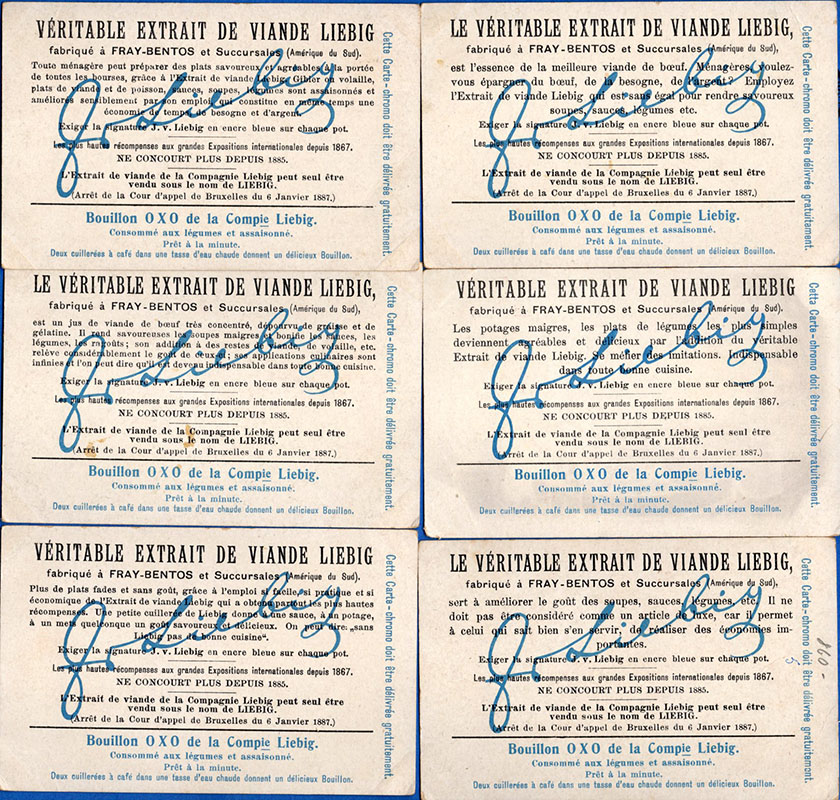 VÉRITABLE EXTRAIT DE VIANDE LIEBIG
fabriqué à FRAY-BENTOS et Succursales (Amérique du Sud).
Toute ménagère peut préparer des plats savoureux et agréables à la portée
de toutes les bourses, grâce à l'Extrait de viande Liebig. Gibier ou volaille,
plats de viande et de poisson, sauces, soupes, légumes sont assaisonnés et
améliorés sensiblement par son emploi qui constitue en même temps une
économie de temps, de besogne et d'argent.
Exiger la signature J. v. Liebig en encre bleue sur chaque pot.
Les plus hautes récompenses aux grandes Expositions internationales depuis 1867.
NE CONCOURT PLUS DEPUIS 1885.
L'Extrait de viande de la Compagnie Liebig peut seul être
vendu sous le nom de LIEBIG.
(Arrêt de la Cour d'appel de Bruxelles du 6 Janvier 1887.)
Bouillon OXO de la Compie Liebig.
Consommé aux légumes et assaisonné.
Prêt à la minute.
Deux cuillerées à café dans une tasse d'eau chaude donnent un délicieux Bouillon.
Cette Carte-chromo doit être délivrée gratuitement.
Jv Liebig
LE VÉRITABLE EXTRAIT DE VIANDE LIEBIG,
fabriqué à FRAY-BENTOS et Succursales (Amérique du Sud),
est l'essence de la meilleure viande de bœuf. Ménagères, voulez-
vous épargner du bœuf, de la besogne, de l'argent? Employez
l'Extrait de viande Liebig qui est sans égal pour rendre savoureux
soupes, sauces, légumes etc.
Exiger la signature J. v. Liebig en encre bleue sur chaque pot.
Les plus hautes récompenses aux grandes Expositions internationales depuis 1867.
NE CONCOURT PLUS DEPUIS 1885.
L'Extrait de viande de la Compagnie Liebig peut seul être
vendu sous le nom de LIEBIG.
(Arrêt de la Cour d'appel de Bruxelles du 6 Janvier 1887.)
Bouillon OXO de la Compie Liebig.
Consommé aux légumes et assaisonné.
Prêt à la minute.
Deux cuillerées à café dans une tasse d'eau chaude donnent un délicieux Bouillon.
Cette Carte-chromo doit être délivrée gratuitement.
Jv Liebig
LE VÉRITABLE EXTRAIT DE VIANDE LIEBIG,
fabriqué à FRAY-BENTOS et Succursales (Amérique du Sud),
est un jus de viande de bœuf très concentré, dépourvu de graisse et de
gélatine. Il rend savoureuses les soupes maigres et bonifie les sauces, les
légumes, les ragoûts; son addition à des restes de viande, de volaille, etc.
relève considérablement le goût de ceux-ci; ses applications culinaires sont
infinies et l'on peut dire qu'il est devenu indispensable dans toute bonne cuisine.
Exiger la signature J. v. Liebig en encre bleue sur chaque pot.
Les plus hautes récompenses aux grandes Expositions internationales depuis 1867.
NE CONCOURT PLUS DEPUIS 1885.
L'Extrait de viande de la Compagnie Liebig peut seul être
vendu sous le nom de LIEBIG.
(Arrêt de la Cour d'appel de Bruxelles du 6 Janvier 1887.)
Bouillon OXO de la Compie Liebig.
Consommé aux légumes et assaisonné.
Prêt à la minute.
Deux cuillerées à café dans une tasse d'eau chaude donnent un délicieux Bouillon.
Cette Carte-chromo doit être délivrée gratuitement.
Jv Liebig
VÉRITABLE EXTRAIT DE VIANDE LIEBIG
fabriqué à FRAY-BENTOS et Succursales (Amérique du Sud).
Les potages maigres, les plats de légumes les plus simples
deviennent agréables et délicieux par l'addition du véritable
Extrait de viande Liebig. Se méfier des imitations. Indispensable
dans toute bonne cuisine.
Exiger la signature J. v. Liebig en encre bleue sur chaque pot.
Les plus hautes récompenses aux grandes Expositions internationales depuis 1867.
NE CONCOURT PLUS DEPUIS 1885.
L'Extrait de viande de la Compagnie Liebig peut seul être
vendu sous le nom de LIEBIG.
(Arrêt de la Cour d'appel de Bruxelles du 6 Janvier 1887.)
Bouillon OXO de la Compie Liebig.
Consommé aux légumes et assaisonné.
Prêt à la minute.
Deux cuillerées à café dans une tasse d'eau chaude donnent un délicieux Bouillon.
Cette Carte-chromo doit être délivrée gratuitement.
Jv Liebig
VÉRITABLE EXTRAIT DE VIANDE LIEBIG
fabriqué à FRAY-BENTOS et Succursales (Amérique du Sud).
Plus de plats fades et sans goût, grâce à l'emploi si facile, si pratique et si
économique de l'Extrait de viande Liebig qui a obtenu les plus hautes
récompenses. Une petite cuillerée de Liebig donne à une sauce, à un potage,
à un mets quelconque un goût savoureux et délicieux. On peut dire: „sans
Liebig pas de bonne cuisine“.
Exiger la signature J. v. Liebig en encre bleue sur chaque pot.
Les plus hautes récompenses aux grandes Expositions internationales depuis 1867.
NE CONCOURT PLUS DEPUIS 1885.
L'Extrait de viande de la Compagnie Liebig peut seul être
vendu sous le nom de LIEBIG.
(Arrêt de la Cour d'appel de Bruxelles du 6 Janvier 1887.)
Bouillon OXO de la Compie Liebig.
Consommé aux légumes et assaisonné.
Prêt à la minute.
Deux cuillerées à café dans une tasse d'eau chaude donnent un délicieux Bouillon.
Cette Carte-chromo doit être délivrée gratuitement.
Jv Liebig
LE VÉRITABLE EXTRAIT DE VIANDE LIEBIG,
fabriqué à FRAY-BENTOS et Succursales (Amérique du Sud),
sert à améliorer le goût des soupes, sauces, légumes, etc. Il ne
doit pas être considéré comme un article de luxe, car il permet
à celui qui sait bien s'en servir, de réaliser des économies im-
portantes.
Exiger la signature J. v. Liebig en encre bleue sur chaque pot.
Les plus hautes récompenses aux grandes Expositions internationales depuis 1867.
NE CONCOURT PLUS DEPUIS 1885.
L'Extrait de viande de la Compagnie Liebig peut seul être
vendu sous le nom de LIEBIG.
(Arrêt de la Cour d'appel de Bruxelles du 6 Janvier 1887.)
Bouillon OXO de la Compie Liebig.
Consommé aux légumes et assaisonné.
Prêt à la minute.
Deux cuillerées à café dans une tasse d'eau chaude donnent un délicieux Bouillon.
Cette Carte-chromo doit être délivrée gratuitement.
Jv Liebig
160-
5